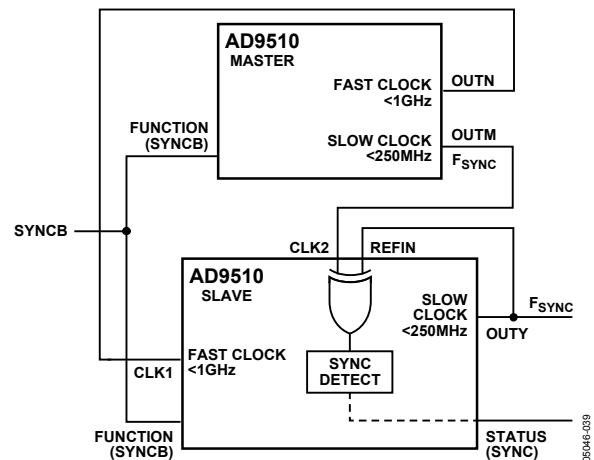 AD9510
MASTER
FAST CLOCK
<1GHz
OUTN
FUNCTION
(SYNCB)
SLOW CLOCK
<250MHz
OUTM
FSYNC
SYNCB
CLK2
REFIN
AD9510
SLAVE
SLOW
CLOCK
<250MHz
FSYNC
OUTY
FAST CLOCK
<1GHz
CLK1
SYNC
DETECT
FUNCTION
(SYNCB)
STATUS
(SYNC)
05046-039